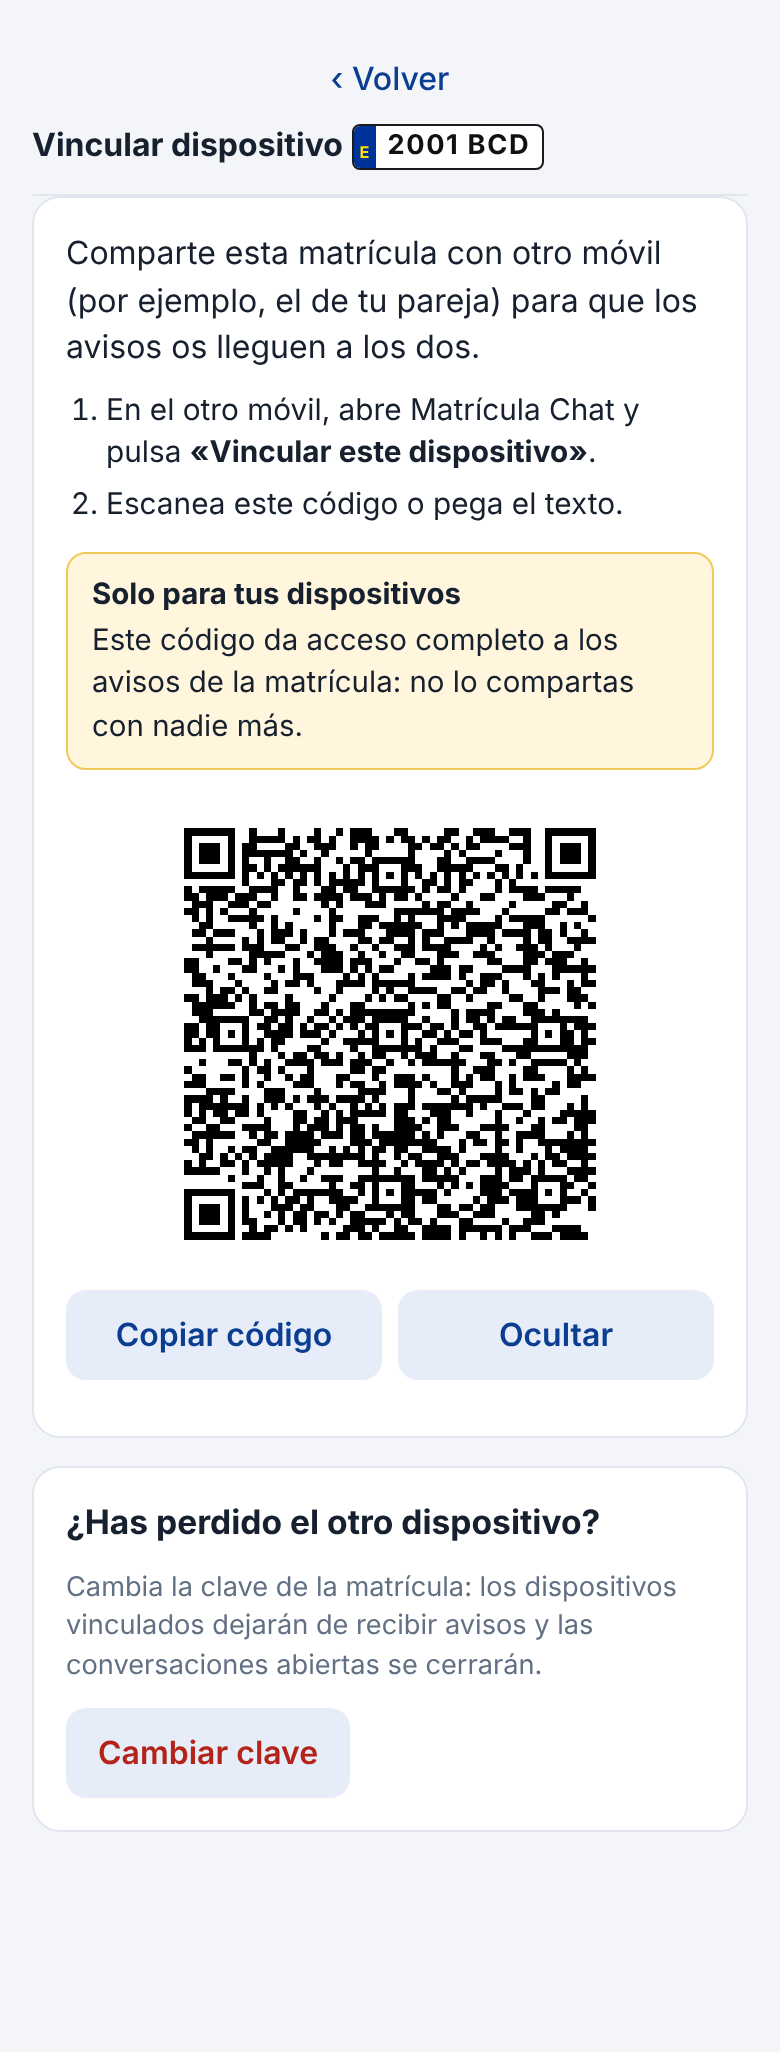 ‹ Volver
Vincular dispositivo E 2001 BCD
Comparte esta matrícula con otro móvil
(por ejemplo, el de tu pareja) para que los
avisos os lleguen a los dos.
1. En el otro móvil, abre Matrícula Chat y
pulsa «Vincular este dispositivo».
2. Escanea este código o pega el texto.
Solo para tus dispositivos
Este código da acceso completo a los
avisos de la matrícula: no lo compartas
con nadie más.
Copiar código
Ocultar
¿Has perdido el otro dispositivo?
Cambia la clave de la matrícula: los dispositivos
vinculados dejarán de recibir avisos y las
conversaciones abiertas se cerrarán.
Cambiar clave